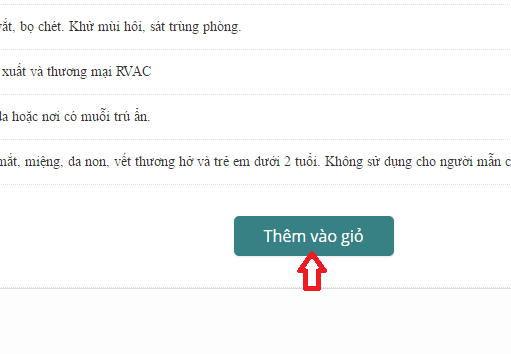 bọ chét. Khử mùi hôi, sát trùng phòng.
xuất và thương mại RVAC
hoặc nơi có muỗi trú ẩn.
mắt, miệng, da non, vết thương hở và trẻ em dưới 2 tuổi. Không sử dụng cho người mẫn
Thêm vào giỏ